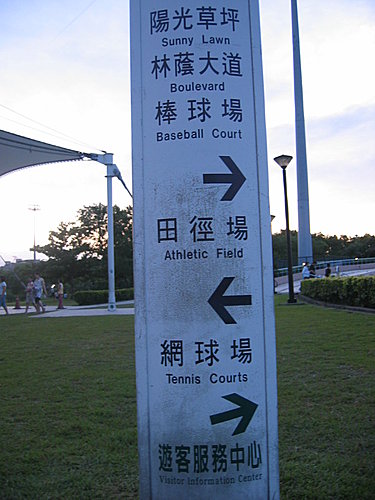 陽光草坪
Sunny Lawn
林蔭大道
Boulevard
棒球場
Baseball Court
田徑場
Athletic Field
網球場
Tennis Courts
遊客服務中心
Visitor Information Center